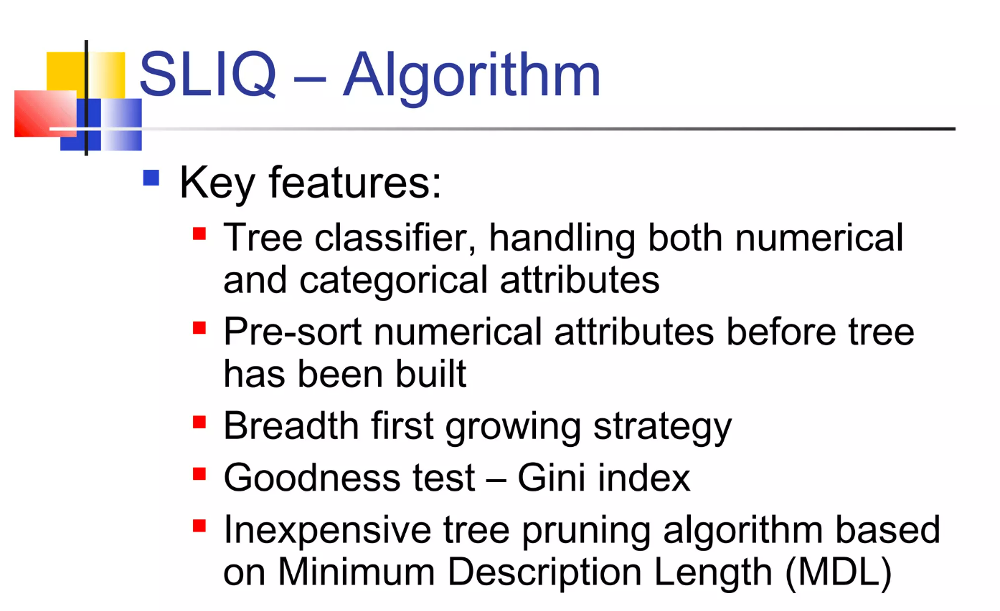 SLIQ – Algorithm
Key features:
Tree classifier, handling both numerical
and categorical attributes
Pre-sort numerical attributes before tree
has been built
Breadth first growing strategy
Goodness test – Gini index
Inexpensive tree pruning algorithm based
on Minimum Description Length (MDL)